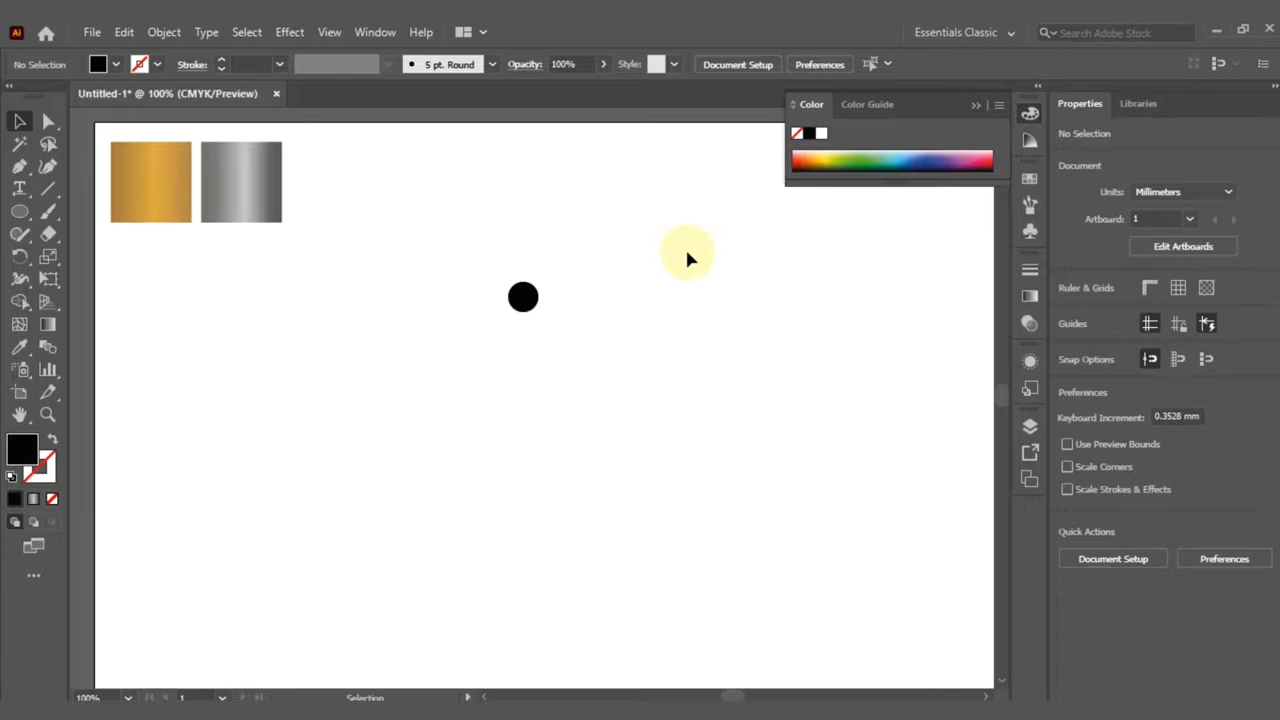 Ai File Edit Object Type Select Effect View Window Help Essentials Classic Search Adobe Stock
No Selection Stroke: 5 pt. Round Opacity: 100% Style: Document Setup Preferences
Untitled-1* @ 100% (CMYK/Preview)
Color Color Guide
Properties Libraries
No Selection
Document
Units: Millimeters
Artboard: 1
Edit Artboards
Ruler & Grids
Guides
Snap Options
Preferences
Keyboard Increment: 0.3528 mm
Use Preview Bounds
Scale Corners
Scale Strokes & Effects
Quick Actions
Document Setup Preferences
100% 1 Selection